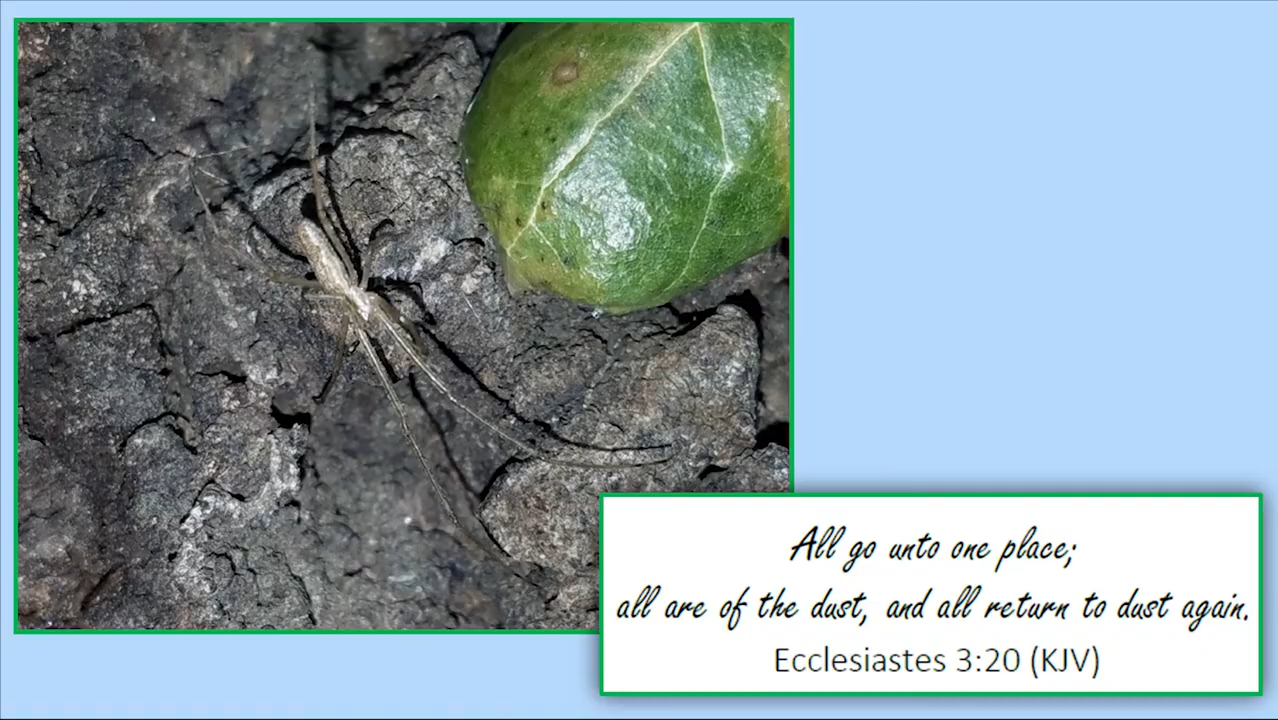 All go unto one place;
all are of the dust, and all return to dust again.
Ecclesiastes 3:20 (KJV)